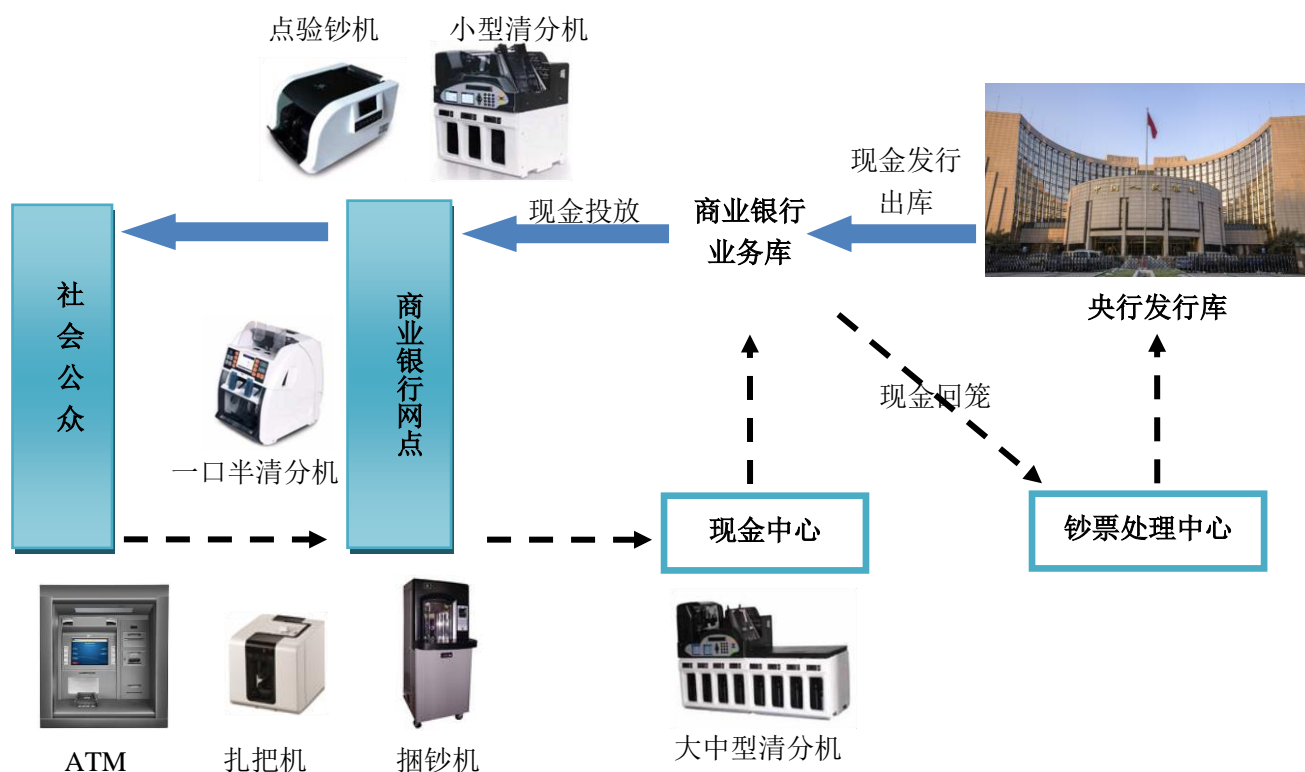 点验钞机
小型清分机
现金发行
出库
现金投放
商业银行
业务库
社会公众
商业银行网点
央行发行库
现金回笼
一口半清分机
现金中心
钞票处理中心
ATM
扎把机
捆钞机
大中型清分机